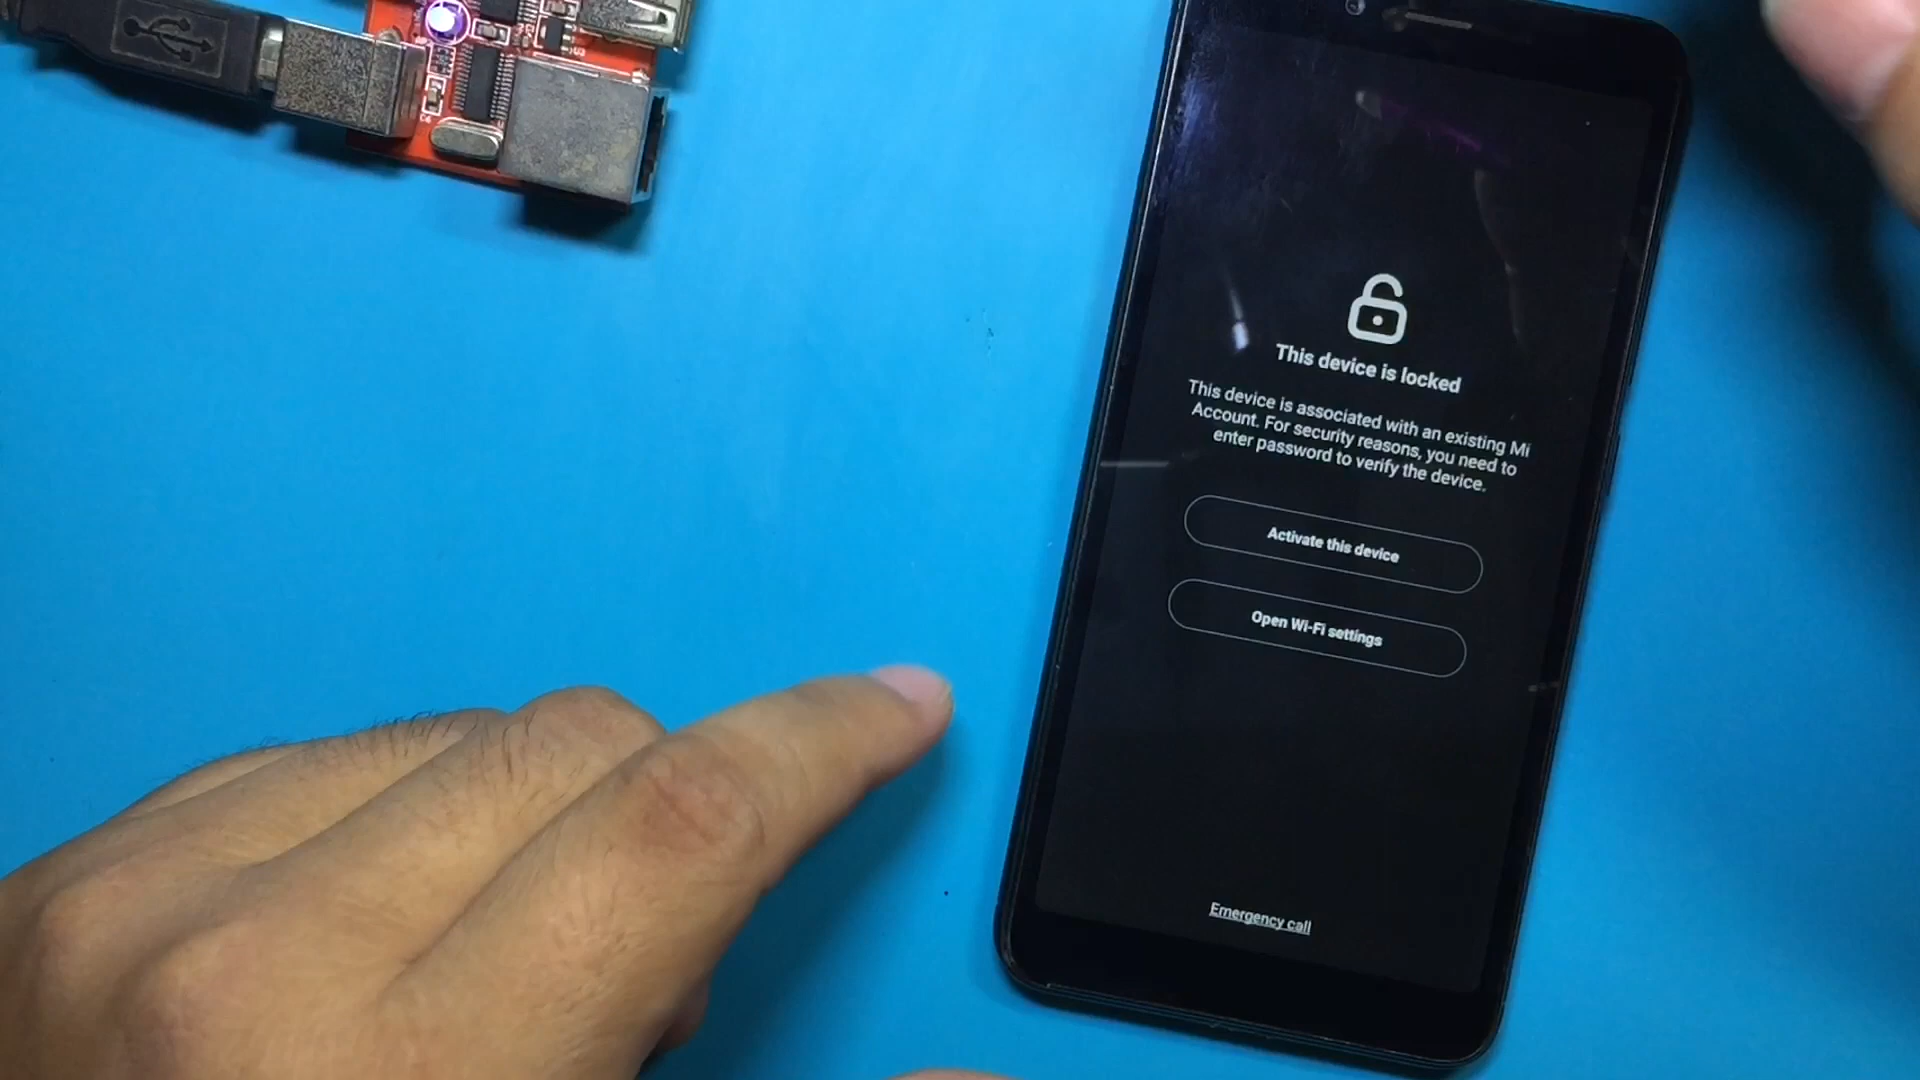 This device is locked
This device is associated with an existing Mi
Account. For security reasons, you need to
enter password to verify the device.
Activate this device
Open Wi-Fi settings
Emergency call